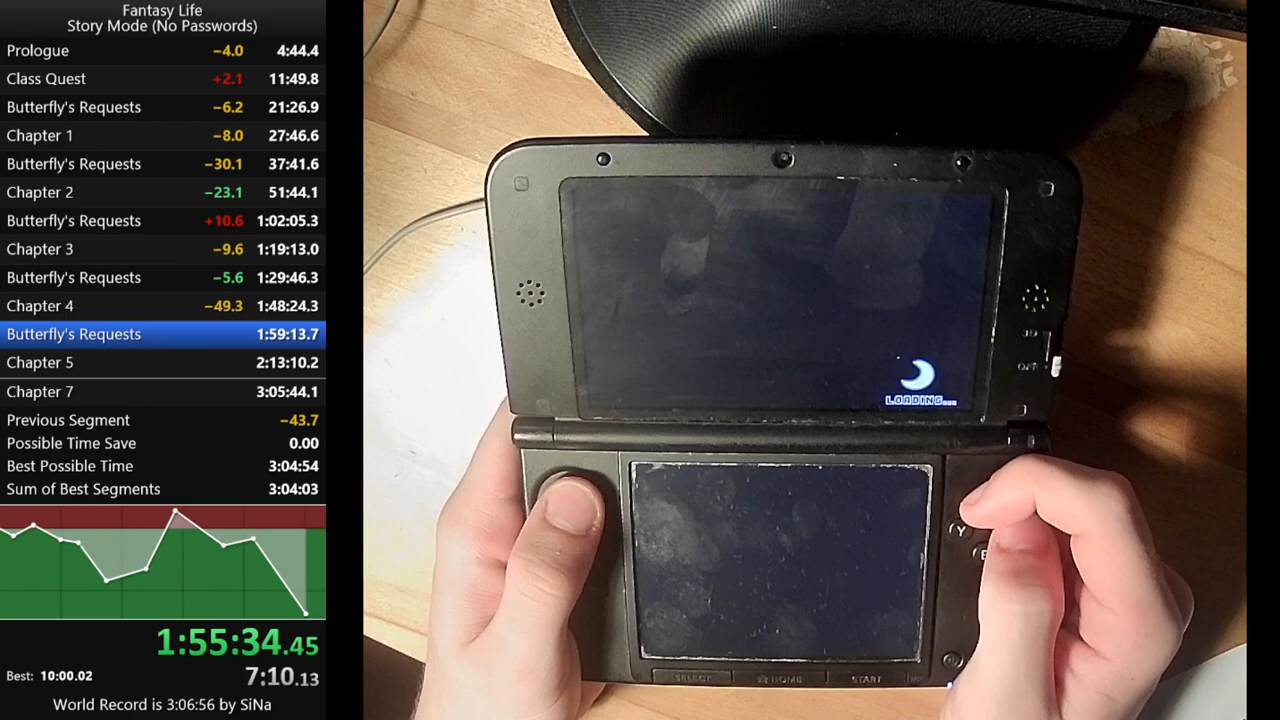 Fantasy Life
Story Mode (No Passwords)
Prologue −4.0 4:44.4
Class Quest +2.1 11:49.8
Butterfly's Requests −6.2 21:26.9
Chapter 1 −8.0 27:46.6
Butterfly's Requests −30.1 37:41.6
Chapter 2 −23.1 51:44.1
Butterfly's Requests +10.6 1:02:05.3
Chapter 3 −9.6 1:19:13.0
Butterfly's Requests −5.6 1:29:46.3
Chapter 4 −49.3 1:48:24.3
Butterfly's Requests 1:59:13.7
Chapter 5 2:13:10.2
Chapter 7 3:05:44.1
Previous Segment −43.7
Possible Time Save 0.00
Best Possible Time 3:04:54
Sum of Best Segments 3:04:03
1:55:34.45
Best: 10:00.02 7:10.13
World Record is 3:06:56 by SiNa
3D
OFF
LOADING...
Y
SELECT HOME START